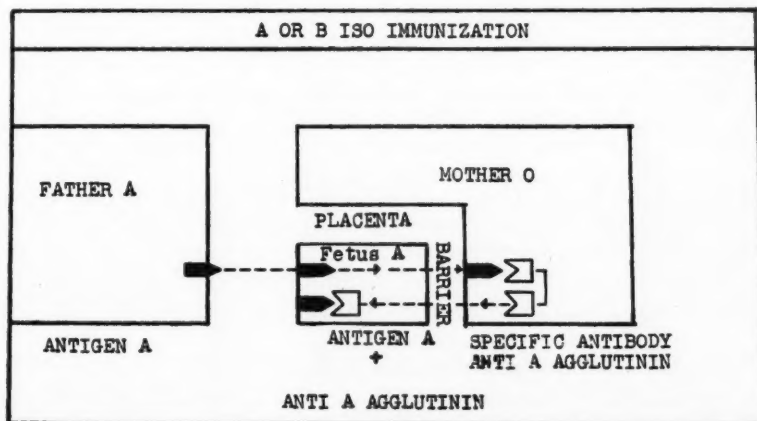 A OR B ISO IMMUNIZATION
FATHER A
MOTHER O
PLACENTA
Fetus A
BARRIER
ANTIGEN A
ANTIGEN A
+
SPECIFIC ANTIBODY
ANTI A AGGLUTININ
ANTI A AGGLUTININ